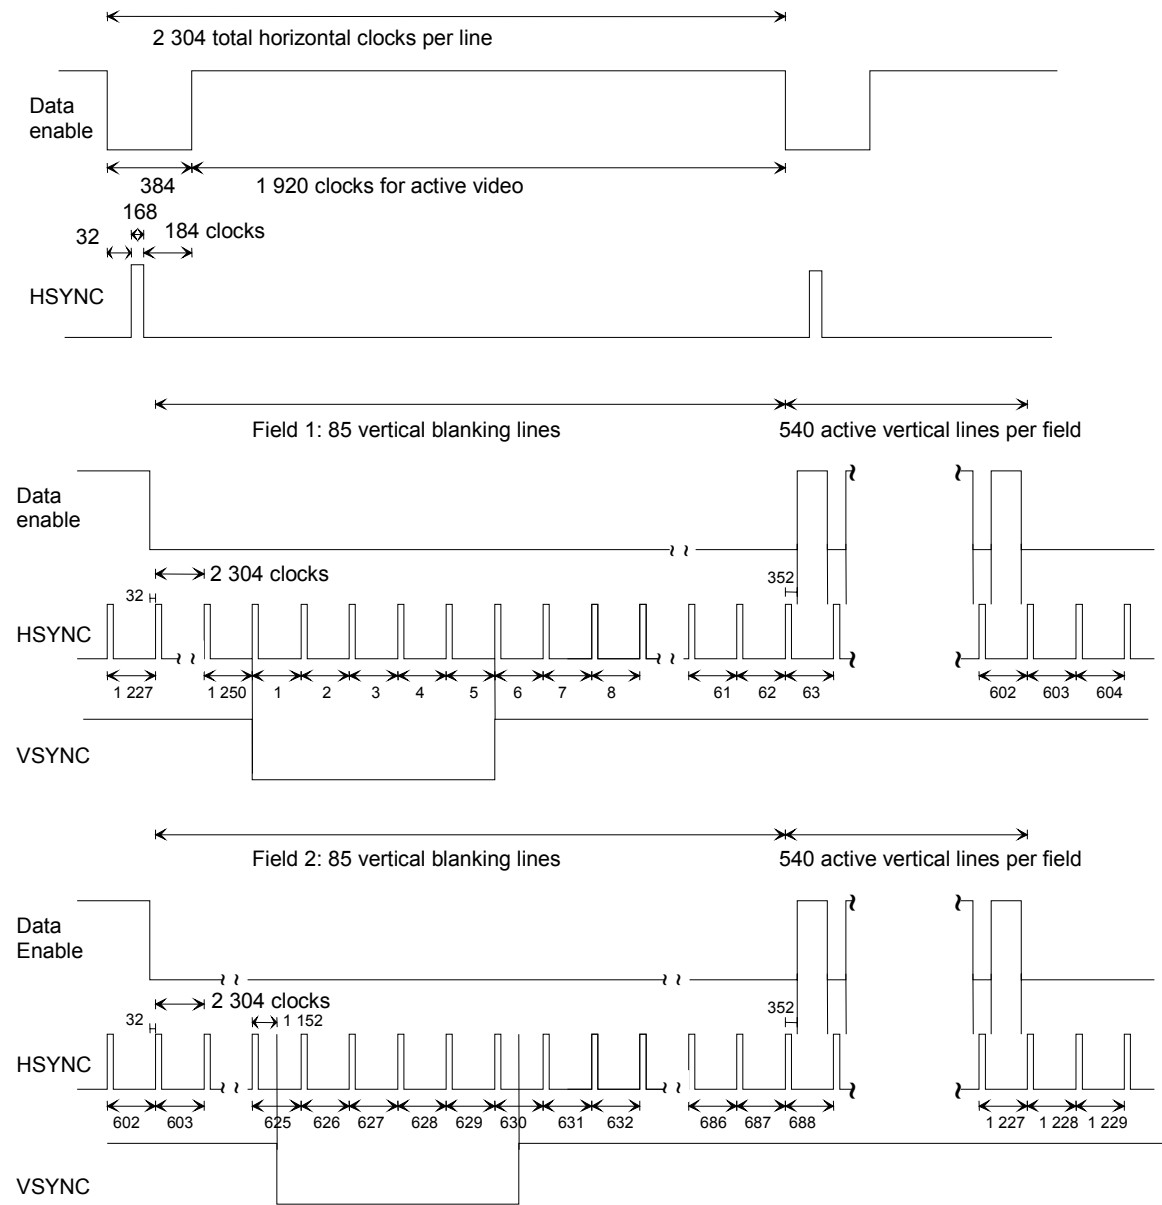 2 304 total horizontal clocks per line
Data
enable
384
1 920 clocks for active video
168
32
184 clocks
HSYNC
Field 1: 85 vertical blanking lines
540 active vertical lines per field
Data
enable
2 304 clocks
32
352
HSYNC
1 227
1 250
1
2
3
4
5
6
7
8
61
62
63
602
603
604
VSYNC
Field 2: 85 vertical blanking lines
540 active vertical lines per field
Data
Enable
2 304 clocks
32
1 152
352
HSYNC
602
603
625
626
627
628
629
630
631
632
686
687
688
1 227
1 228
1 229
VSYNC